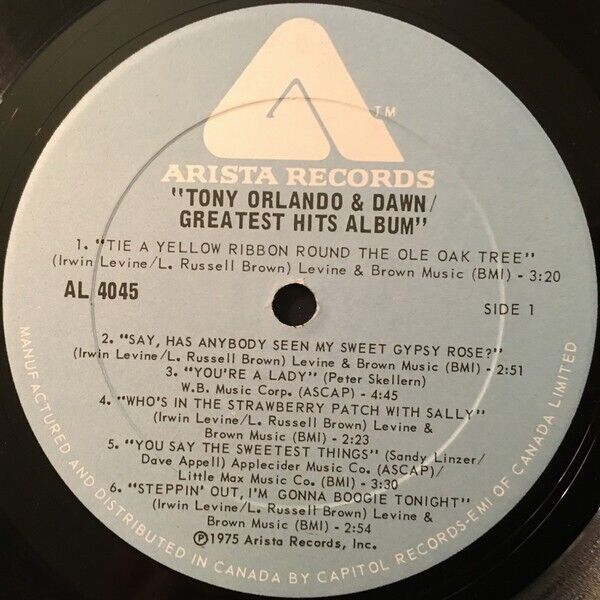 TM
ARISTA RECORDS
"TONY ORLANDO & DAWN/
GREATEST HITS ALBUM"
1. "TIE A YELLOW RIBBON ROUND THE OLE OAK TREE"
(Irwin Levine/L. Russell Brown) Levine & Brown Music (BMI) - 3:20
AL 4045
SIDE 1
2. "SAY, HAS ANYBODY SEEN MY SWEET GYPSY ROSE?"
(Irwin Levine/L. Russell Brown) Levine & Brown Music (BMI) - 2:51
3. "YOU'RE A LADY" (Peter Skellern)
W.B. Music Corp. (ASCAP) - 4:45
4. "WHO'S IN THE STRAWBERRY PATCH WITH SALLY"
(Irwin Levine/L. Russell Brown) Levine &
Brown Music (BMI) - 2:23
5. "YOU SAY THE SWEETEST THINGS" (Sandy Linzer/
Dave Appell) Applecider Music Co. (ASCAP)/
Little Max Music Co. (BMI) - 3:30
6. "STEPPIN' OUT, I'M GONNA BOOGIE TONIGHT"
(Irwin Levine/L. Russell Brown) Levine &
Brown Music (BMI) - 2:54
Ⓟ1975 Arista Records, Inc.
MANUFACTURED AND DISTRIBUTED IN CANADA BY CAPITOL RECORDS-EMI OF CANADA LIMITED